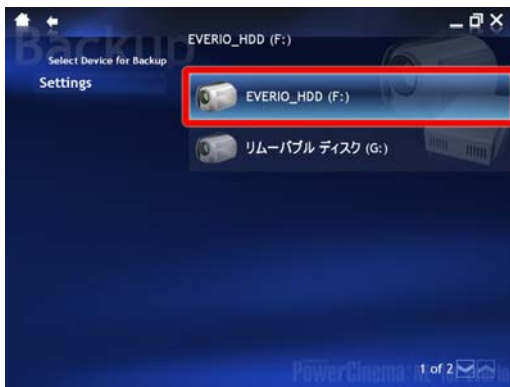 Backup
EVERIO_HDD (F:)
Select Device for Backup
Settings
EVERIO_HDD (F:)
リムーバブル ディスク (G:)
1 of 2
PowerCinema